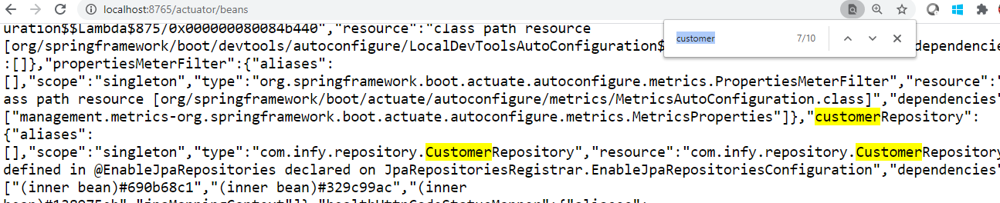 localhost:8765/actuator/beans
customer 7/10
uration$$Lambda$875/0x000000080084b440","resource":"class path resource
[org/springframework/boot/devtools/autoconfigure/LocalDevToolsAutoConfiguration$ dependencie
:[]},"propertiesMeterFilter":{"aliases":
[],"scope":"singleton","type":"org.springframework.boot.actuate.autoconfigure.metrics.PropertiesMeterFilter","resource":"
ass path resource [org/springframework/boot/actuate/autoconfigure/metrics/MetricsAutoConfiguration.class]","dependencies"
["management.metrics-org.springframework.boot.actuate.autoconfigure.metrics.MetricsProperties"]},"customerRepository":
{"aliases":
[],"scope":"singleton","type":"com.infy.repository.CustomerRepository","resource":"com.infy.repository.CustomerRepository
defined in @EnableJpaRepositories declared on JpaRepositoriesRegistrar.EnableJpaRepositoriesConfiguration","dependencies"
["(inner bean)#690b68c1","(inner bean)#329c99ac","(inner